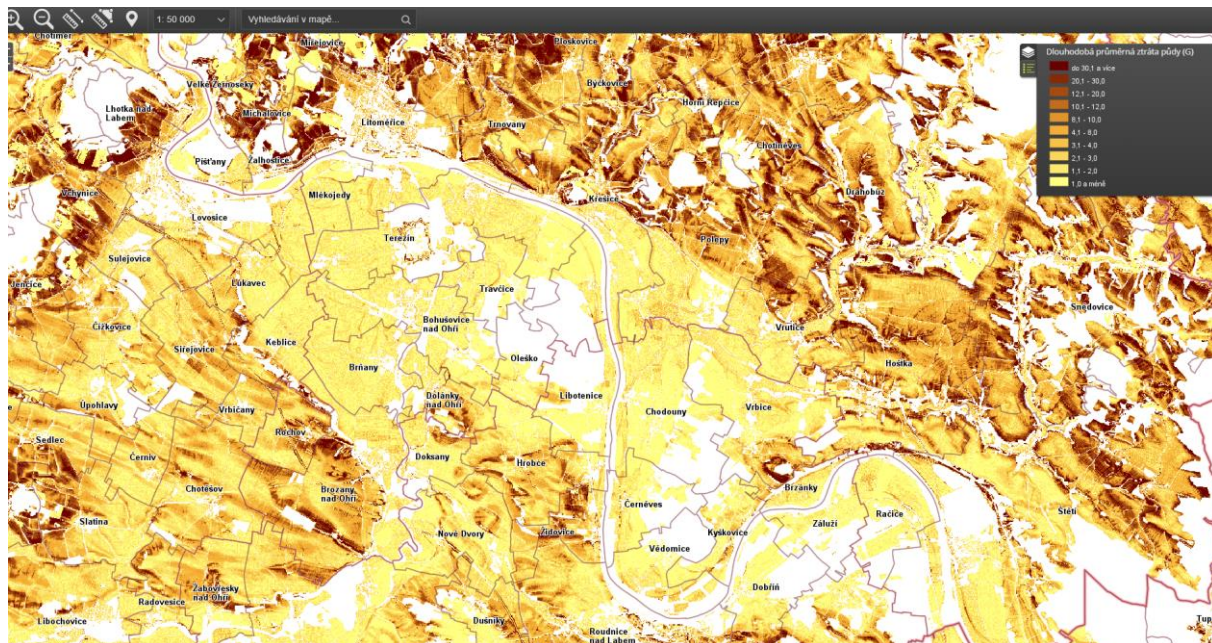 1: 50 000
Vyhledávání v mapě...
Dlouhodobá průměrná ztráta půdy (G)
do 30,1 a více
20,1 - 30,0
12,1 - 20,0
10,1 - 12,0
8,1 - 10,0
4,1 - 8,0
3,1 - 4,0
2,1 - 3,0
1,1 - 2,0
1,0 a méně
Chotiměř
Miřejovice
Ploskovice
Velké Žernoseky
Býčkovice
Lhotka nad
Labem
Michalovice
Horní Řepčice
Litoměřice
Trnovany
Chotiněves
Píšťany
Žalhostice
Vchynice
Mlékojedy
Křešice
Drahobuz
Lovosice
Terezín
Polepy
Sulejovice
Lukavec
Jenčice
Travčice
Snědovice
Čížkovice
Bohušovice
nad Ohří
Vrutice
Siřejovice
Keblice
Oleško
Hoštka
Brňany
Úpohlavy
Vrbičany
Dolánky
nad Ohří
Libotenice
Chodouny
Vrbice
Rochov
Sedlec
Černiv
Doksany
Hrobce
Chotěšov
Brozany
nad Ohří
Brzánky
Slatina
Černěves
Račice
Štětí
Nové Dvory
Židovice
Kyškovice
Záluží
Vědomice
Žabovřesky
nad Ohří
Dobříň
Radovesice
Libochovice
Dušníky
Roudnice
nad Labem
Tup